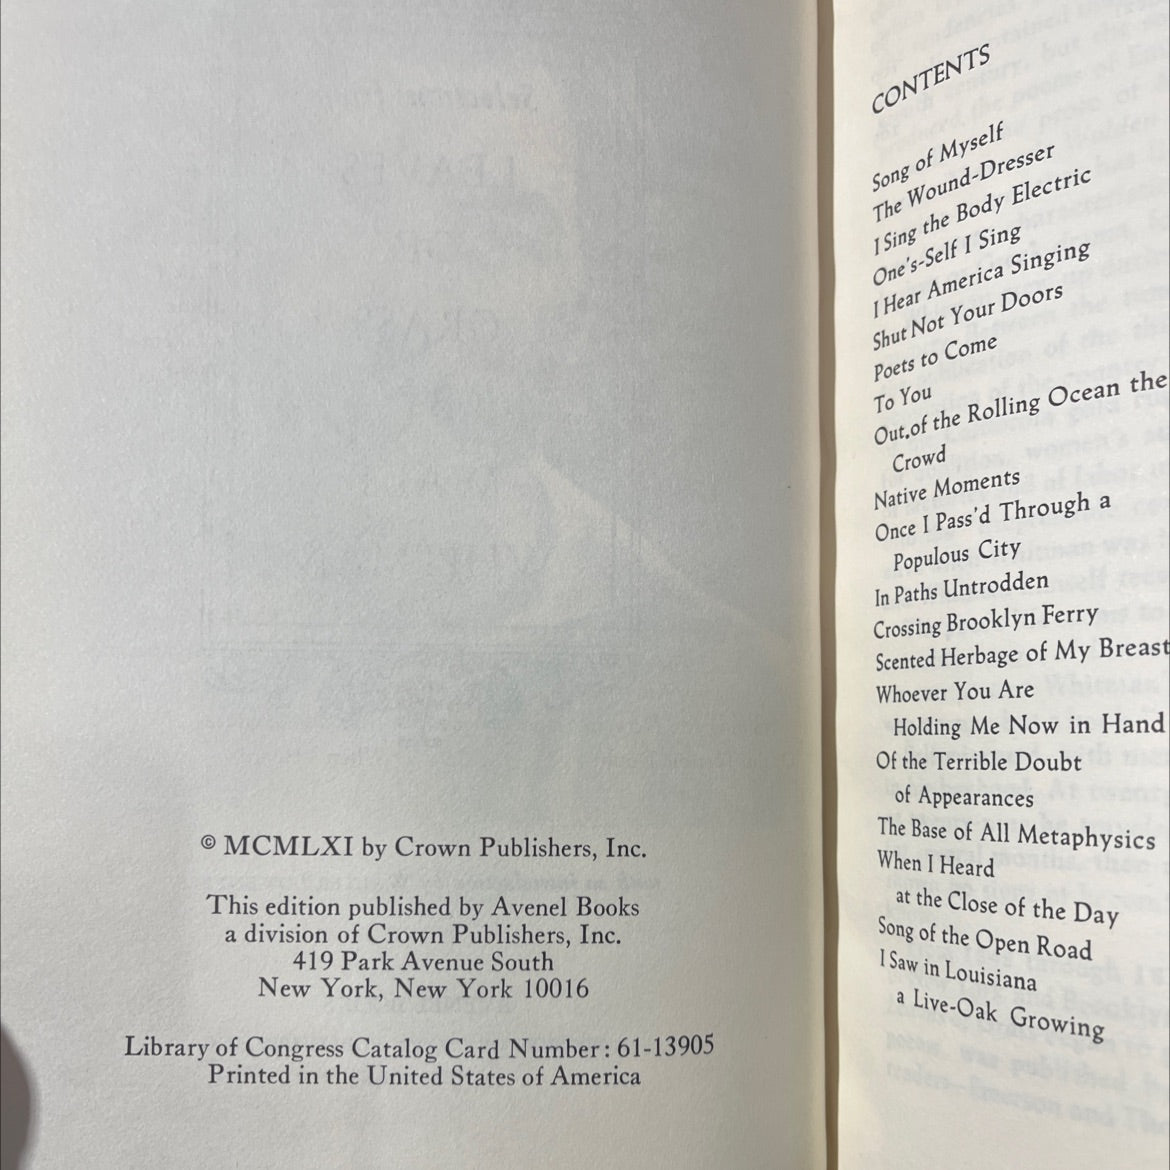 © MCMLXI by Crown Publishers, Inc.
This edition published by Avenel Books
a division of Crown Publishers, Inc.
419 Park Avenue South
New York, New York 10016
Library of Congress Catalog Card Number: 61-13905
Printed in the United States of America
CONTENTS
Song of Myself
The Wound-Dresser
I Sing the Body Electric
One's-Self I Sing
I Hear America Singing
Shut Not Your Doors
Poets to Come
To You
Out.of the Rolling Ocean the
Crowd
Native Moments
Once I Pass'd Through a
Populous City
In Paths Untrodden
Crossing Brooklyn Ferry
Scented Herbage of My Breast
Whoever You Are
Holding Me Now in Hand
Of the Terrible Doubt
of Appearances
The Base of All Metaphysics
When I Heard
at the Close of the Day
Song of the Open Road
I Saw in Louisiana
a Live-Oak Growing